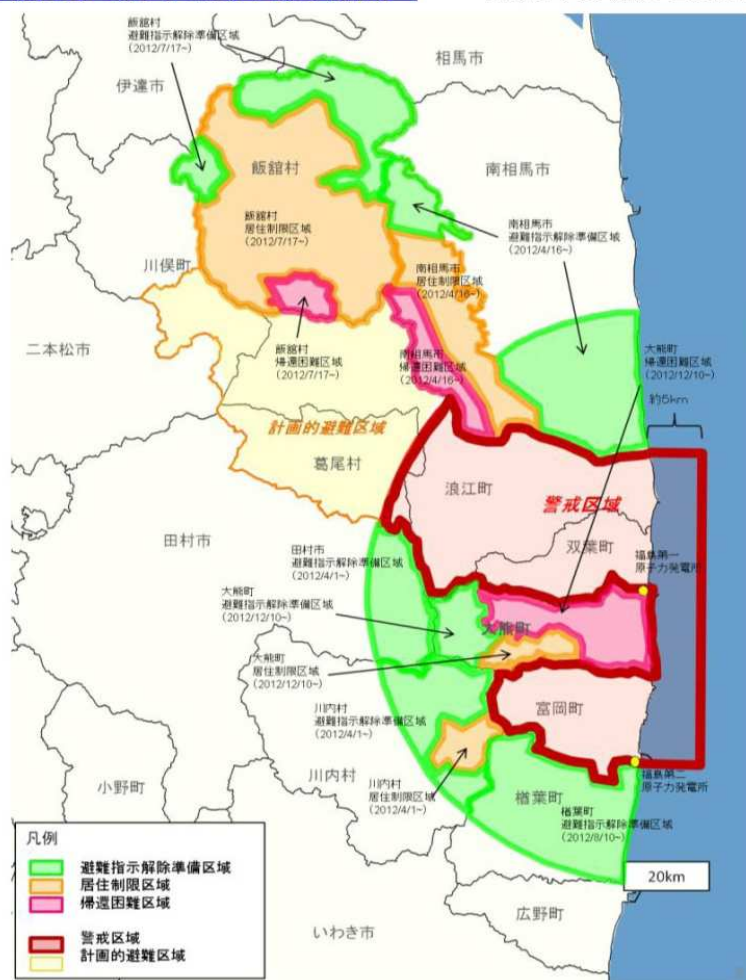 飯舘村
避難指示解除準備区域
(2012/7/17~)
相馬市
伊達市
飯舘村
南相馬市
飯舘村
居住制限区域
(2012/7/17~)
南相馬市
避難指示解除準備区域
(2012/4/16~)
川俣町
南相馬市
居住制限区域
(2012/4/16~)
二本松市
飯舘村
帰還困難区域
(2012/7/17~)
南相馬市
帰還困難区域
(2012/4/16~)
大熊町
帰還困難区域
(2012/12/10~)
約5km
計画的避難区域
葛尾村
浪江町
警戒区域
双葉町
田村市
田村市
避難指示解除準備区域
(2012/4/1~)
福島第一
原子力発電所
大熊町
避難指示解除準備区域
(2012/12/10~)
大熊町
大熊町
居住制限区域
(2012/12/10~)
富岡町
川内村
避難指示解除準備区域
(2012/4/1~)
福島第二
原子力発電所
川内村
小野町
川内村
居住制限区域
(2012/4/1~)
楢葉町
楢葉町
避難指示解除準備区域
(2012/8/10~)
凡例
避難指示解除準備区域
居住制限区域
帰還困難区域
警戒区域
計画的避難区域
20km
広野町
いわき市